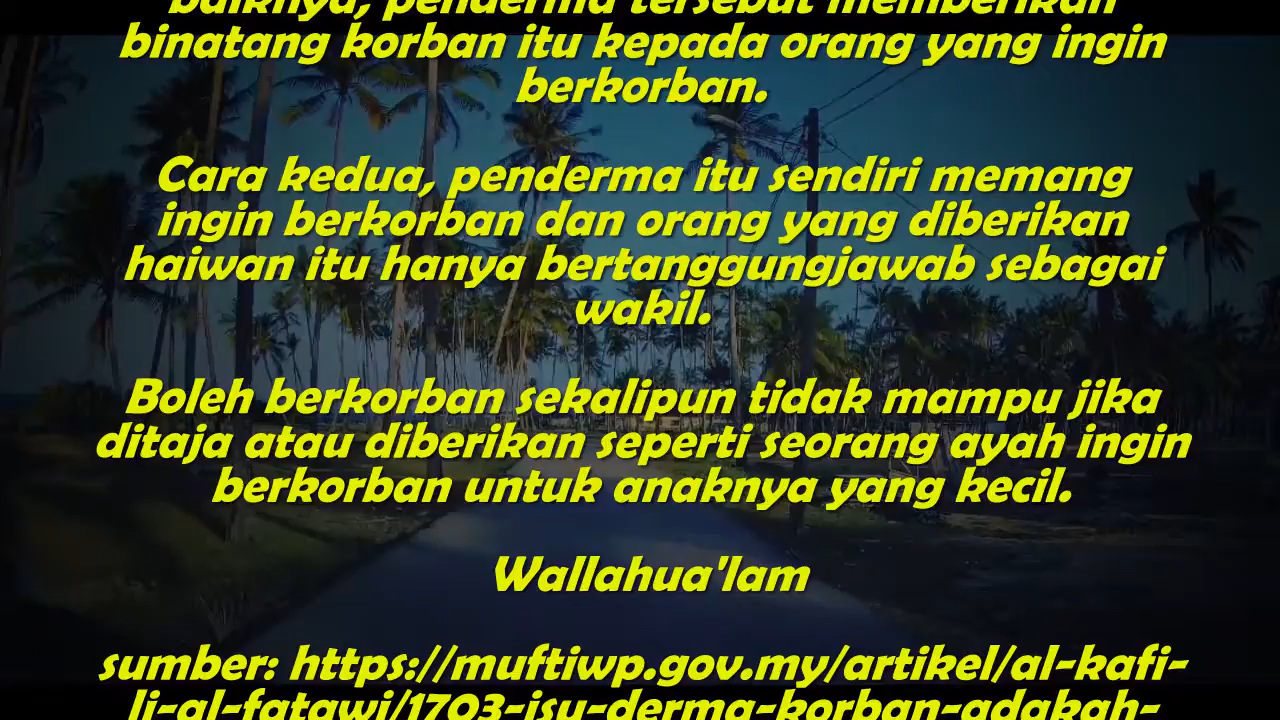 baiknya, penderma tersebut memberikan
binatang korban itu kepada orang yang ingin
berkorban.
Cara kedua, penderma itu sendiri memang
ingin berkorban dan orang yang diberikan
haiwan itu hanya bertanggungjawab sebagai
wakil.
Boleh berkorban sekalipun tidak mampu jika
ditaja atau diberikan seperti seorang ayah ingin
berkorban untuk anaknya yang kecil.
Wallahua'lam
sumber: https://muftiwp.gov.my/artikel/al-kafi-
li-al-fatawi/1703-isu-derma-korban-adakah-